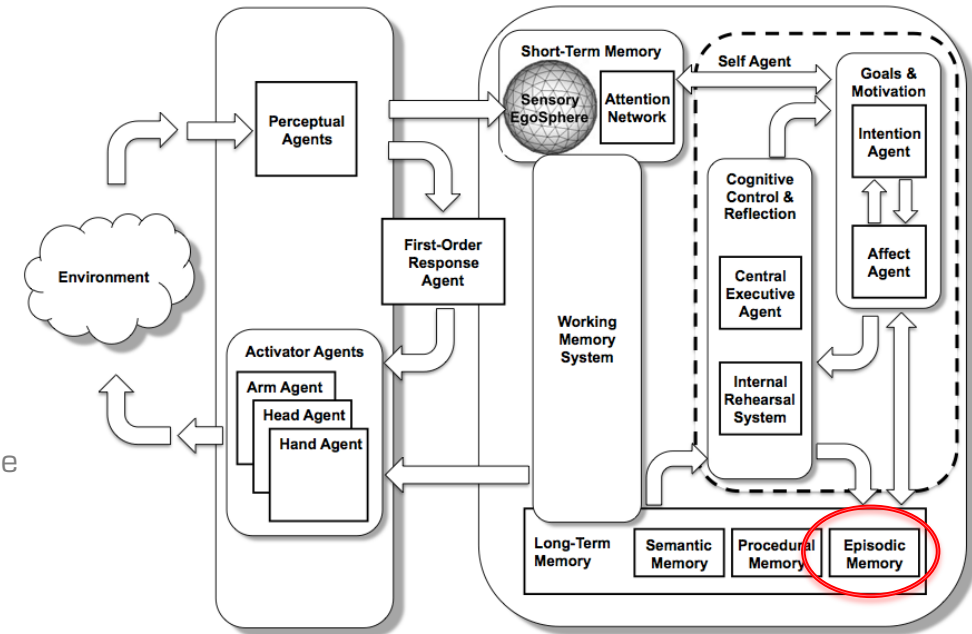 Short-Term Memory
Sensory
EgoSphere
Attention
Network
Self Agent
Goals &
Motivation
Intention
Agent
Affect
Agent
Perceptual
Agents
Cognitive
Control &
Reflection
Central
Executive
Agent
Internal
Rehearsal
System
First-Order
Response
Agent
Environment
Working
Memory
System
Activator Agents
Arm Agent
Head Agent
Hand Agent
e
Long-Term
Memory
Semantic
Memory
Procedural
Memory
Episodic
Memory